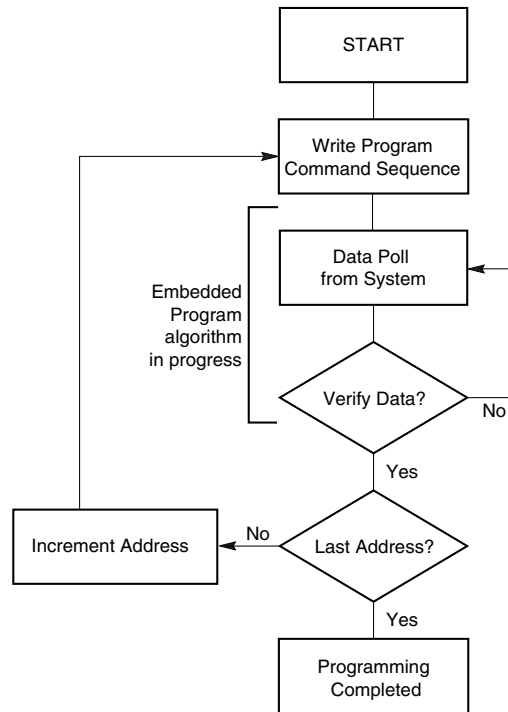 START
Write Program
Command Sequence
Data Poll
from System
Embedded
Program
algorithm
in progress
Verify Data?
No
Yes
Last Address?
No
Increment Address
Yes
Programming
Completed